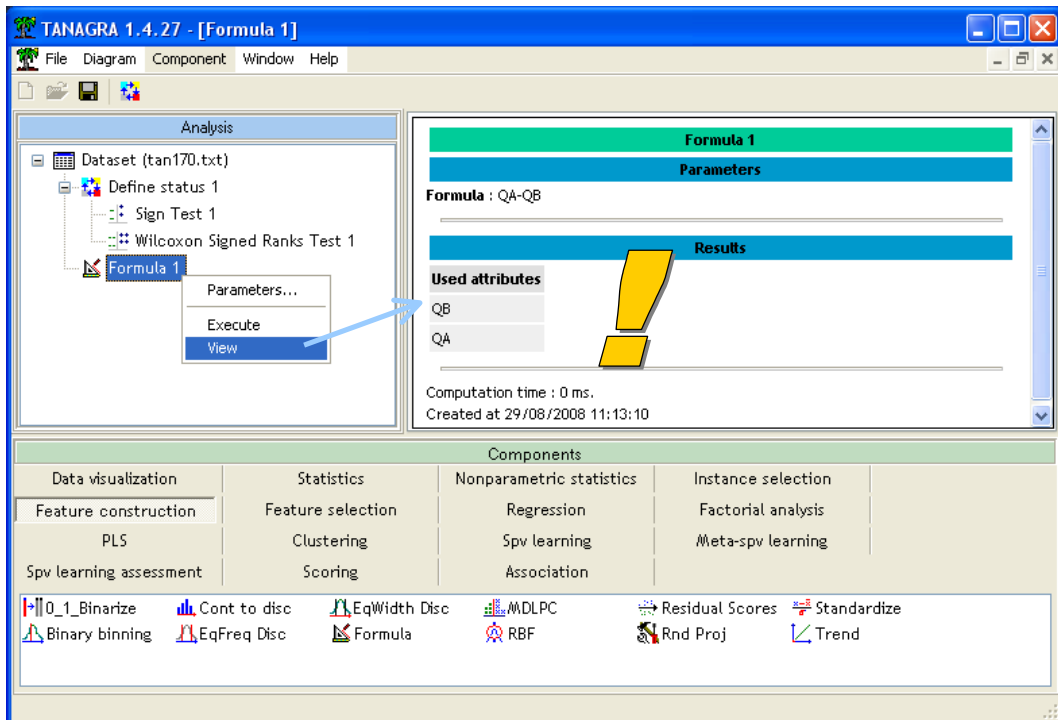 TANAGRA 1.4.27 - [Formula 1]
File Diagram Component Window Help
Analysis
Dataset (tan170.txt)
Define status 1
Sign Test 1
Wilcoxon Signed Ranks Test 1
Formula 1
Parameters...
Execute
View
Formula 1
Parameters
Formula : QA-QB
Results
Used attributes
QB
QA
Computation time : 0 ms.
Created at 29/08/2008 11:13:10
!
Components
Data visualization Statistics Nonparametric statistics Instance selection
Feature construction Feature selection Regression Factorial analysis
PLS Clustering Spv learning Meta-spv learning
Spv learning assessment Scoring Association
0_1_Binarize Cont to disc EqWidth Disc MDLPC Residual Scores Standardize
Binary binning EqFreq Disc Formula RBF Rnd Proj Trend